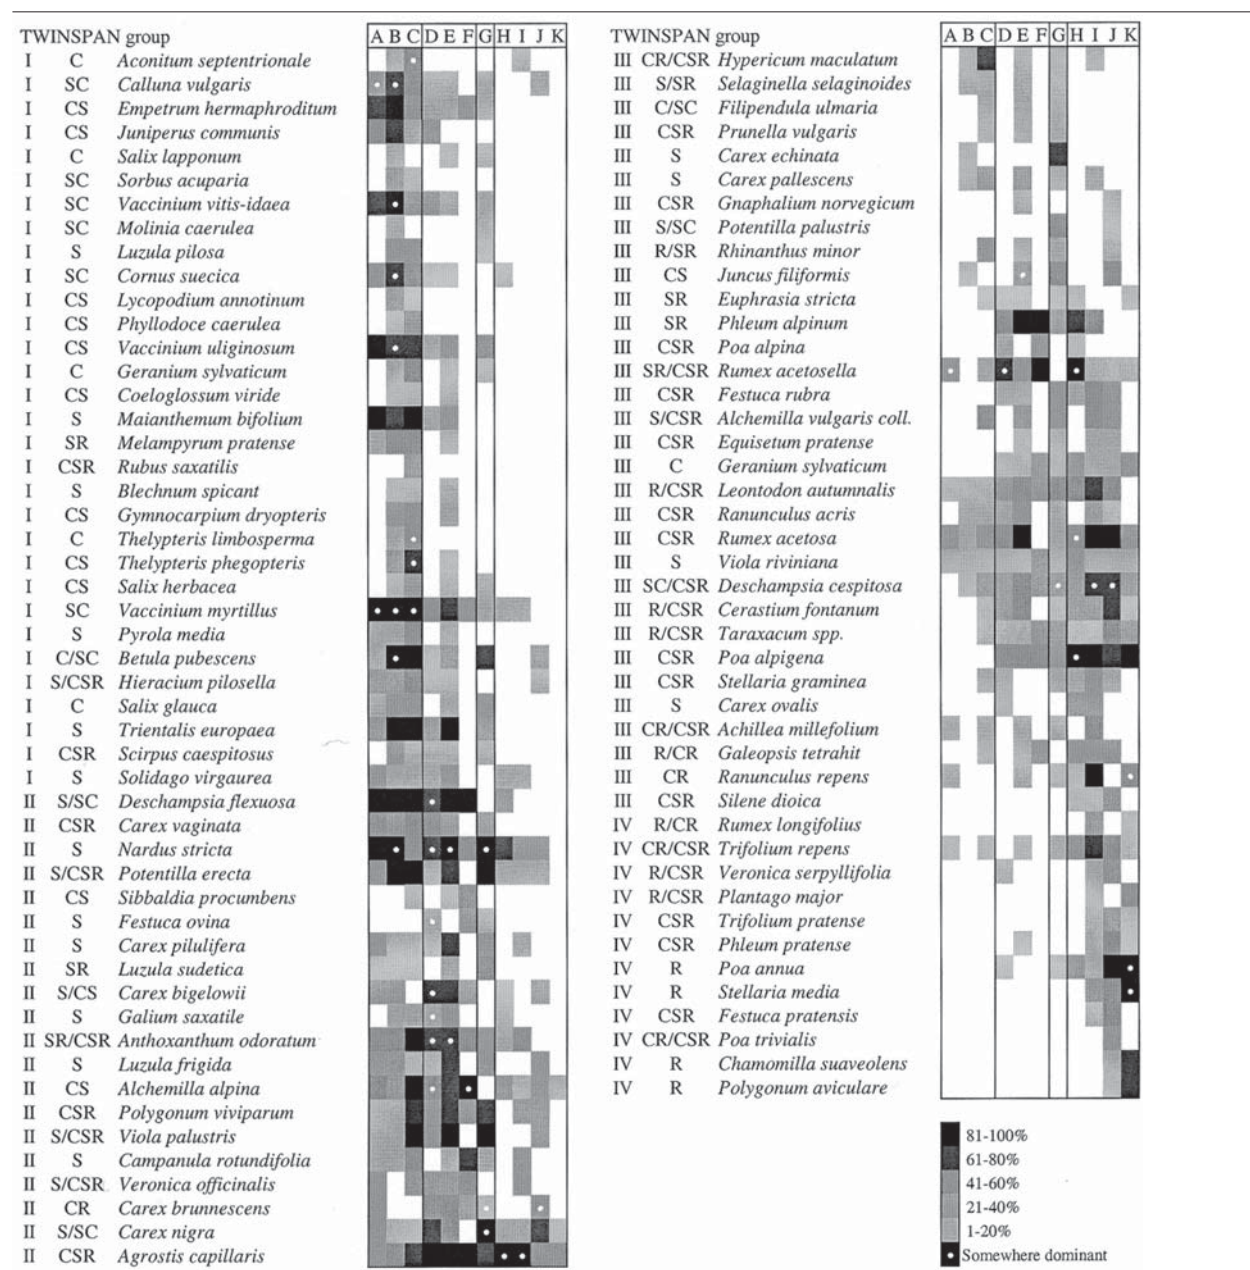 TWINSPAN group A B C D E F G H I J K
I C Aconitum septentrionale
I SC Calluna vulgaris
I CS Empetrum hermaphroditum
I CS Juniperus communis
I C Salix lapponum
I SC Sorbus acuparia
I SC Vaccinium vitis-idaea
I SC Molinia caerulea
I S Luzula pilosa
I SC Cornus suecica
I CS Lycopodium annotinum
I CS Phyllodoce caerulea
I CS Vaccinium uliginosum
I C Geranium sylvaticum
I CS Coeloglossum viride
I S Maianthemum bifolium
I SR Melampyrum pratense
I CSR Rubus saxatilis
I S Blechnum spicant
I CS Gymnocarpium dryopteris
I C Thelypteris limbosperma
I CS Thelypteris phegopteris
I CS Salix herbacea
I SC Vaccinium myrtillus
I S Pyrola media
I C/SC Betula pubescens
I S/CSR Hieracium pilosella
I C Salix glauca
I S Trientalis europaea
I CSR Scirpus caespitosus
I S Solidago virgaurea
II S/SC Deschampsia flexuosa
II CSR Carex vaginata
II S Nardus stricta
II S/CSR Potentilla erecta
II CS Sibbaldia procumbens
II S Festuca ovina
II S Carex pilulifera
II SR Luzula sudetica
II S/CS Carex bigelowii
II S Galium saxatile
II SR/CSR Anthoxanthum odoratum
II S Luzula frigida
II CS Alchemilla alpina
II CSR Polygonum viviparum
II S/CSR Viola palustris
II S Campanula rotundifolia
II S/CSR Veronica officinalis
II CR Carex brunnescens
II S/SC Carex nigra
II CSR Agrostis capillaris
TWINSPAN group A B C D E F G H I J K
III CR/CSR Hypericum maculatum
III S/SR Selaginella selaginoides
III C/SC Filipendula ulmaria
III CSR Prunella vulgaris
III S Carex echinata
III S Carex pallescens
III CSR Gnaphalium norvegicum
III S/SC Potentilla palustris
III R/SR Rhinanthus minor
III CS Juncus filiformis
III SR Euphrasia stricta
III SR Phleum alpinum
III CSR Poa alpina
III SR/CSR Rumex acetosella
III CSR Festuca rubra
III S/CSR Alchemilla vulgaris coll.
III CSR Equisetum pratense
III C Geranium sylvaticum
III R/CSR Leontodon autumnalis
III CSR Ranunculus acris
III CSR Rumex acetosa
III S Viola riviniana
III SC/CSR Deschampsia cespitosa
III R/CSR Cerastium fontanum
III R/CSR Taraxacum spp.
III CSR Poa alpigena
III CSR Stellaria graminea
III S Carex ovalis
III CR/CSR Achillea millefolium
III R/CR Galeopsis tetrahit
III CR Ranunculus repens
III CSR Silene dioica
IV R/CR Rumex longifolius
IV CR/CSR Trifolium repens
IV R/CSR Veronica serpyllifolia
IV R/CSR Plantago major
IV CSR Trifolium pratense
IV CSR Phleum pratense
IV R Poa annua
IV R Stellaria media
IV CSR Festuca pratensis
IV CR/CSR Poa trivialis
IV R Chamomilla suaveolens
IV R Polygonum aviculare
81-100%
61-80%
41-60%
21-40%
1-20%
Somewhere dominant